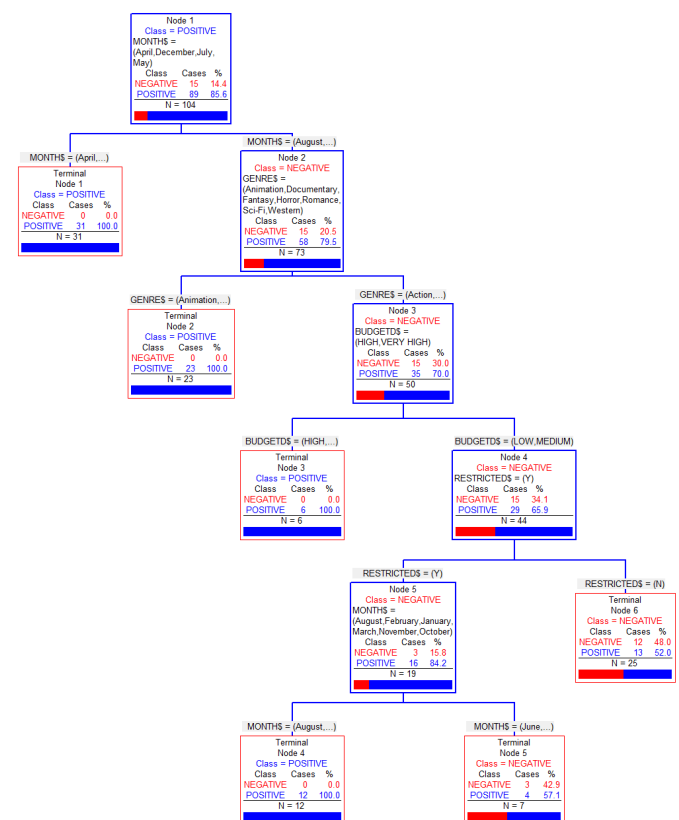 Node 1
Class = POSITIVE
MONTH$ =
(April,December,July,
May)
Class Cases %
NEGATIVE 15 14.4
POSITIVE 89 85.6
N = 104
MONTH$ = (April,...)
Terminal
Node 1
Class = POSITIVE
Class Cases %
NEGATIVE 0 0.0
POSITIVE 31 100.0
N = 31
MONTH$ = (August,...)
Node 2
Class = NEGATIVE
GENRE$ =
(Animation,Documentary,
Fantasy,Horror,Romance,
Sci-Fi,Western)
Class Cases %
NEGATIVE 15 20.5
POSITIVE 58 79.5
N = 73
GENRE$ = (Animation,...)
Terminal
Node 2
Class = POSITIVE
Class Cases %
NEGATIVE 0 0.0
POSITIVE 23 100.0
N = 23
GENRE$ = (Action,...)
Node 3
Class = NEGATIVE
BUDGETD$ =
(HIGH,VERY HIGH)
Class Cases %
NEGATIVE 15 30.0
POSITIVE 35 70.0
N = 50
BUDGETD$ = (HIGH,...)
Terminal
Node 3
Class = POSITIVE
Class Cases %
NEGATIVE 0 0.0
POSITIVE 6 100.0
N = 6
BUDGETD$ = (LOW,MEDIUM)
Node 4
Class = NEGATIVE
RESTRICTED$ = (Y)
Class Cases %
NEGATIVE 15 34.1
POSITIVE 29 65.9
N = 44
RESTRICTED$ = (Y)
Node 5
Class = NEGATIVE
MONTH$ =
(August,February,January,
March,November,October)
Class Cases %
NEGATIVE 3 15.8
POSITIVE 16 84.2
N = 19
RESTRICTED$ = (N)
Terminal
Node 6
Class = NEGATIVE
Class Cases %
NEGATIVE 12 48.0
POSITIVE 13 52.0
N = 25
MONTH$ = (August,...)
Terminal
Node 4
Class = POSITIVE
Class Cases %
NEGATIVE 0 0.0
POSITIVE 12 100.0
N = 12
MONTH$ = (June,...)
Terminal
Node 5
Class = NEGATIVE
Class Cases %
NEGATIVE 3 42.9
POSITIVE 4 57.1
N = 7